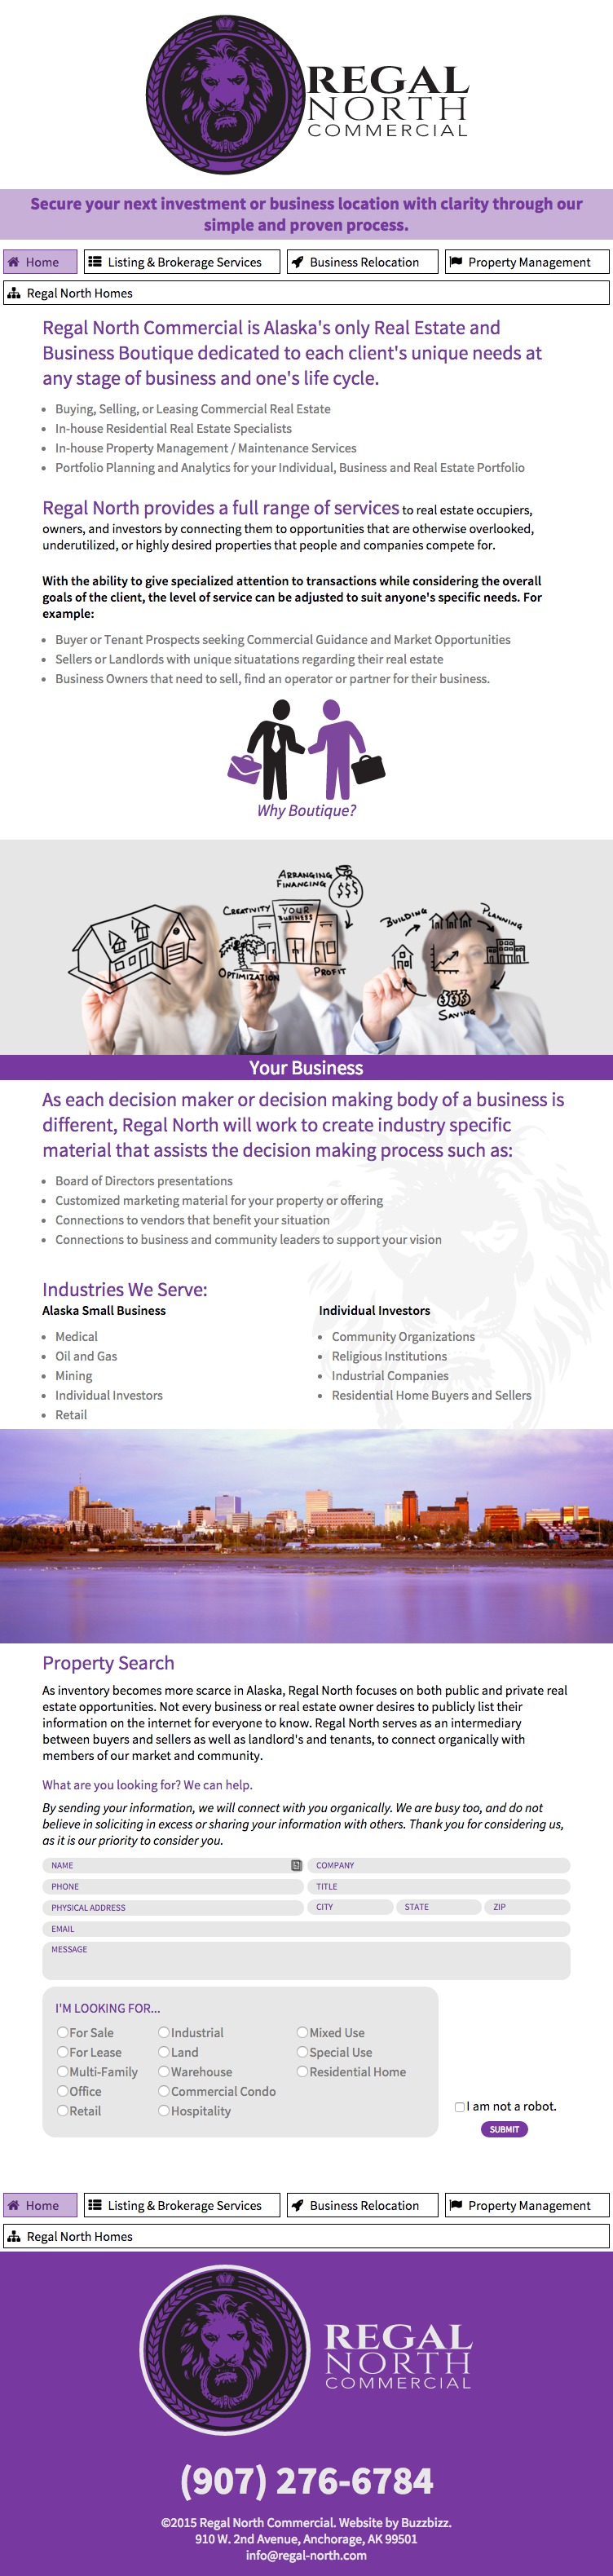 REGAL
NORTH
COMMERCIAL
Secure your next investment or business location with clarity through our
simple and proven process.
Home
Listing & Brokerage Services
Business Relocation
Property Management
Regal North Homes
Regal North Commercial is Alaska's only Real Estate and
Business Boutique dedicated to each client's unique needs at
any stage of business and one's life cycle.
Buying, Selling, or Leasing Commercial Real Estate
In-house Residential Real Estate Specialists
In-house Property Management / Maintenance Services
Portfolio Planning and Analytics for your Individual, Business and Real Estate Portfolio
Regal North provides a full range of services to real estate occupiers,
owners, and investors by connecting them to opportunities that are otherwise overlooked,
underutilized, or highly desired properties that people and companies compete for.
With the ability to give specialized attention to transactions while considering the overall
goals of the client, the level of service can be adjusted to suit anyone's specific needs. For
example:
Buyer or Tenant Prospects seeking Commercial Guidance and Market Opportunities
Sellers or Landlords with unique situatations regarding their real estate
Business Owners that need to sell, find an operator or partner for their business.
Why Boutique?
ARRANGING
FINANCING
$$$
CREATIVITY
YOUR
BUSINESS
OPTIMIZATION
PROFIT
BUILDING
PLANNING
$$$
SAVING
Your Business
As each decision maker or decision making body of a business is
different, Regal North will work to create industry specific
material that assists the decision making process such as:
Board of Directors presentations
Customized marketing material for your property or offering
Connections to vendors that benefit your situation
Connections to business and community leaders to support your vision
Industries We Serve:
Alaska Small Business
Medical
Oil and Gas
Mining
Individual Investors
Retail
Individual Investors
Community Organizations
Religious Institutions
Industrial Companies
Residential Home Buyers and Sellers
Property Search
As inventory becomes more scarce in Alaska, Regal North focuses on both public and private real
estate opportunities. Not every business or real estate owner desires to publicly list their
information on the internet for everyone to know. Regal North serves as an intermediary
between buyers and sellers as well as landlord's and tenants, to connect organically with
members of our market and community.
What are you looking for? We can help.
By sending your information, we will connect with you organically. We are busy too, and do not
believe in soliciting in excess or sharing your information with others. Thank you for considering us,
as it is our priority to consider you.
NAME
COMPANY
PHONE
TITLE
PHYSICAL ADDRESS
CITY
STATE
ZIP
EMAIL
MESSAGE
I'M LOOKING FOR...
For Sale
Industrial
Mixed Use
For Lease
Land
Special Use
Multi-Family
Warehouse
Residential Home
Office
Commercial Condo
Retail
Hospitality
I am not a robot.
SUBMIT
Home
Listing & Brokerage Services
Business Relocation
Property Management
Regal North Homes
REGAL
NORTH
COMMERCIAL
(907) 276-6784
©2015 Regal North Commercial. Website by Buzzbizz.
910 W. 2nd Avenue, Anchorage, AK 99501
info@regal-north.com